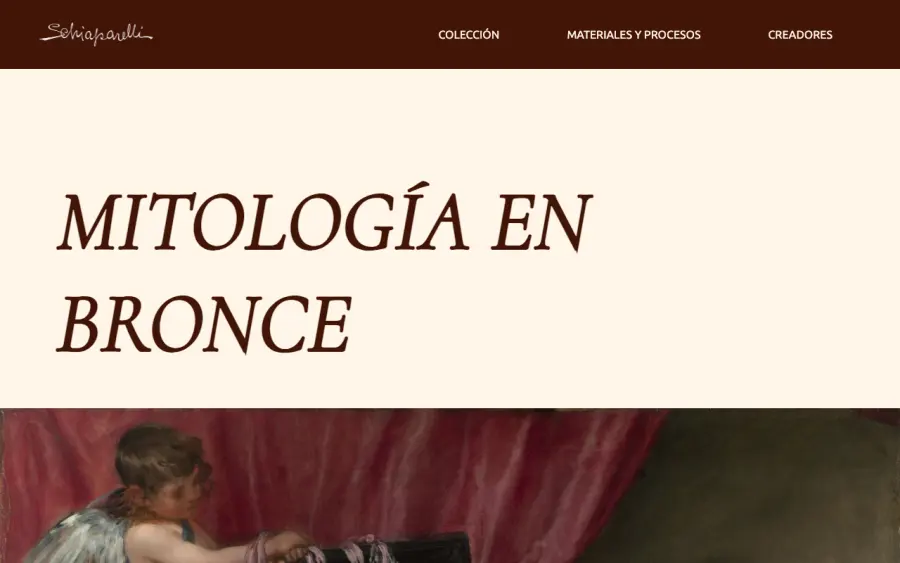 Schiaparelli
COLECCIÓN
MATERIALES Y PROCESOS
CREADORES
MITOLOGÍA EN
BRONCE